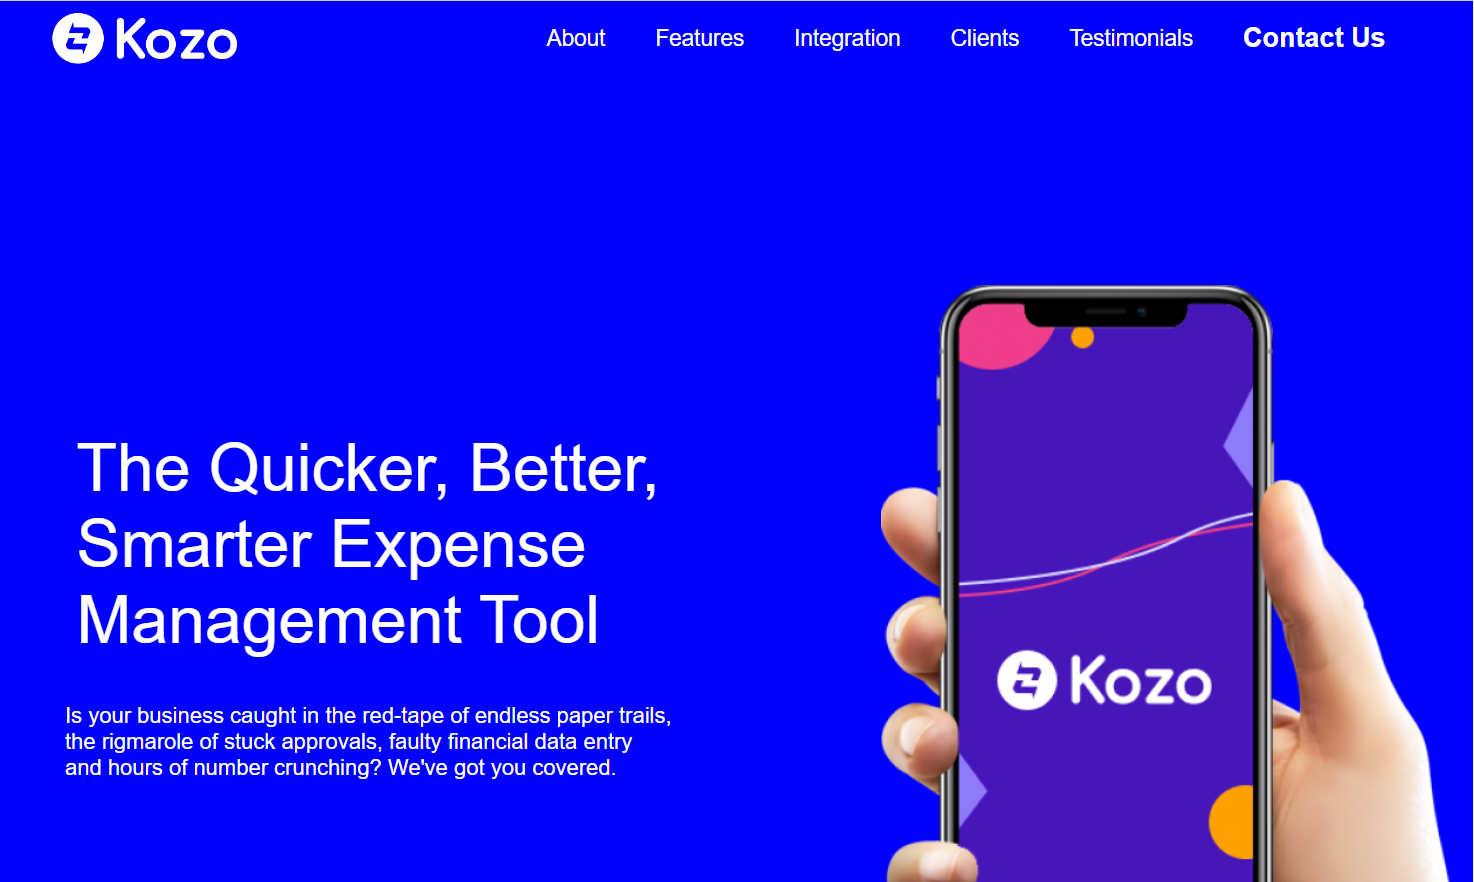 Kozo
About Features Integration Clients Testimonials Contact Us
The Quicker, Better,
Smarter Expense
Management Tool
Is your business caught in the red-tape of endless paper trails,
the rigmarole of stuck approvals, faulty financial data entry
and hours of number crunching? We've got you covered.
Kozo